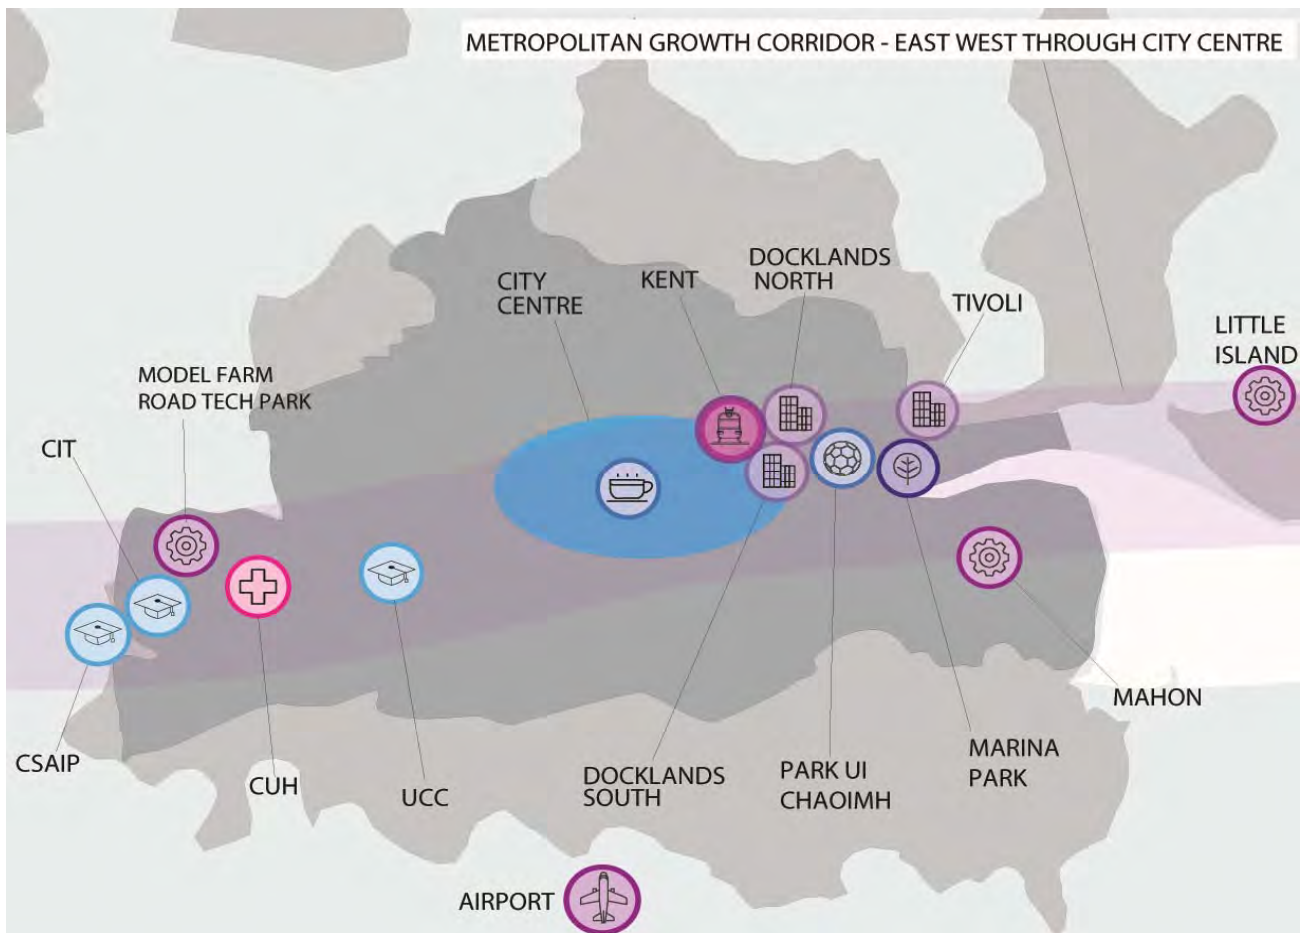 METROPOLITAN GROWTH CORRIDOR - EAST WEST THROUGH CITY CENTRE
DOCKLANDS
NORTH
KENT
CITY
CENTRE
TIVOLI
LITTLE
ISLAND
MODEL FARM
ROAD TECH PARK
CIT
MAHON
CSAIP
CUH
UCC
DOCKLANDS
SOUTH
PARK UI
CHAOIMH
MARINA
PARK
AIRPORT